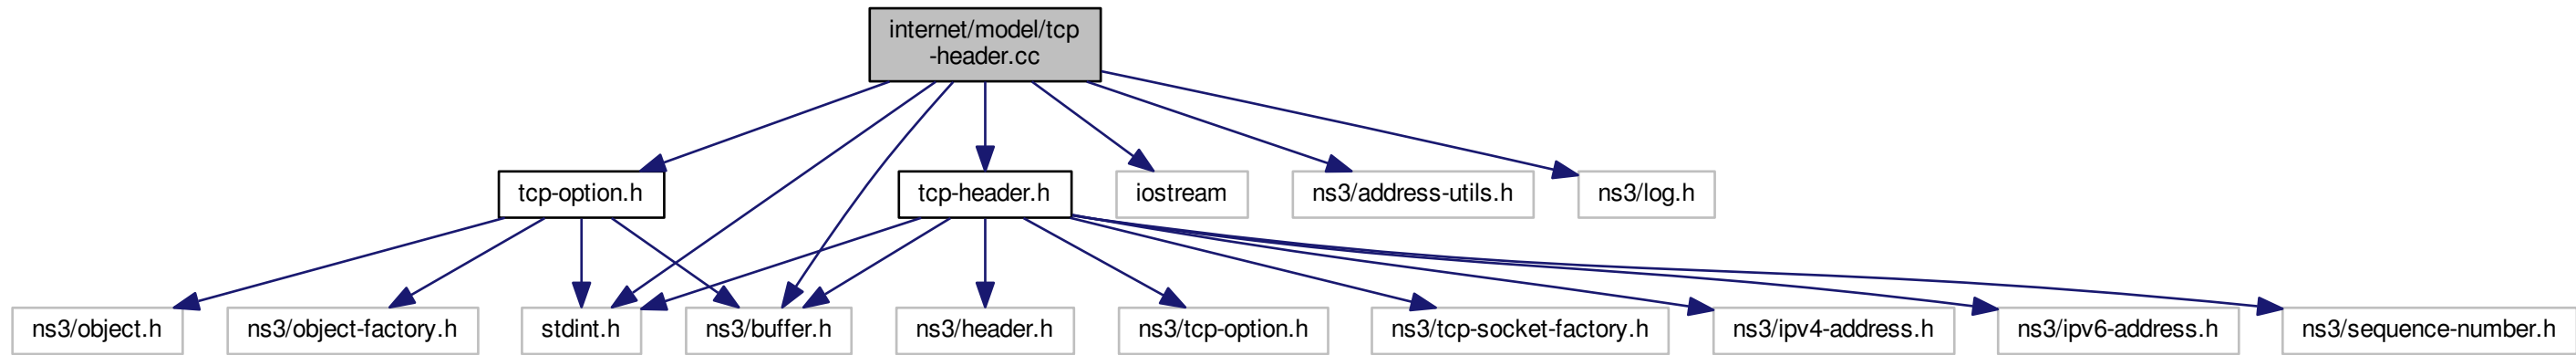 internet/model/tcp
-header.cc
tcp-option.h
tcp-header.h
iostream
ns3/address-utils.h
ns3/log.h
ns3/object.h
ns3/object-factory.h
stdint.h
ns3/buffer.h
ns3/header.h
ns3/tcp-option.h
ns3/tcp-socket-factory.h
ns3/ipv4-address.h
ns3/ipv6-address.h
ns3/sequence-number.h